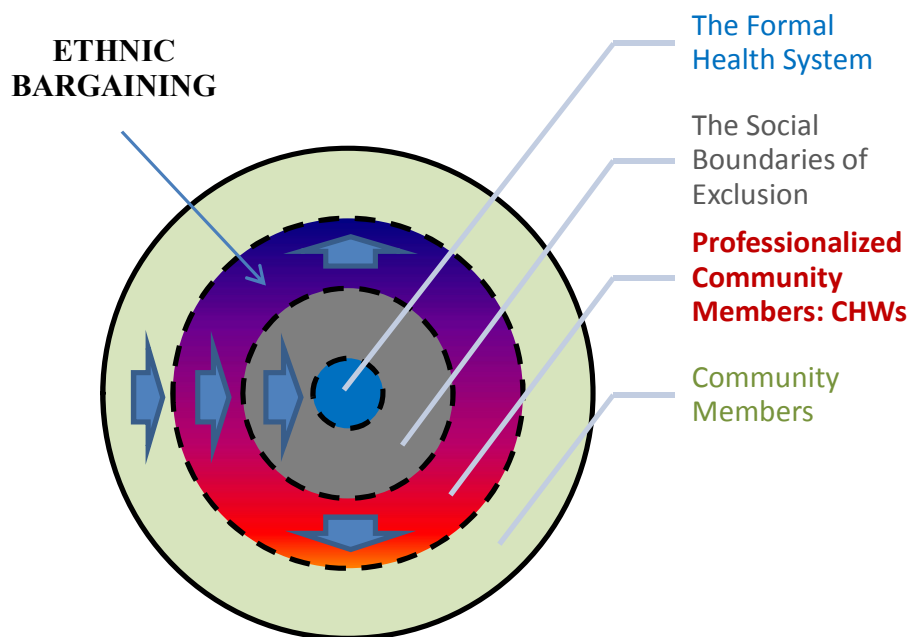 ETHNIC
BARGAINING
The Formal
Health System
The Social
Boundaries of
Exclusion
Professionalized
Community
Members: CHWs
Community
Members